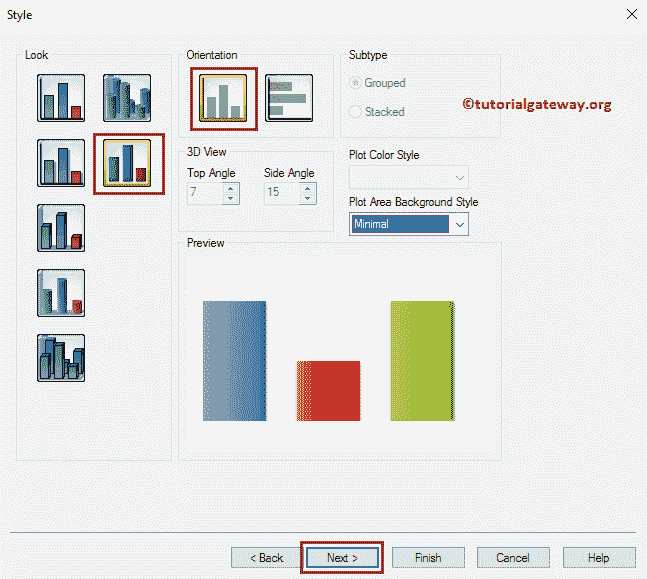 Style
Look
Orientation
Subtype
Grouped
Stacked
©tutorialgateway.org
3D View
Top Angle
Side Angle
7
15
Plot Color Style
Plot Area Background Style
Minimal
Preview
< Back
Next >
Finish
Cancel
Help